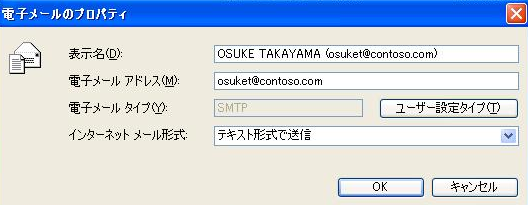 電子メールのプロパティ
表示名(D): OSUKE TAKAYAMA (osuket@contoso.com)
電子メール アドレス(M): osuket@contoso.com
電子メール タイプ(Y): SMTP ユーザー設定タイプ(T)
インターネット メール形式: テキスト形式で送信
OK キャンセル